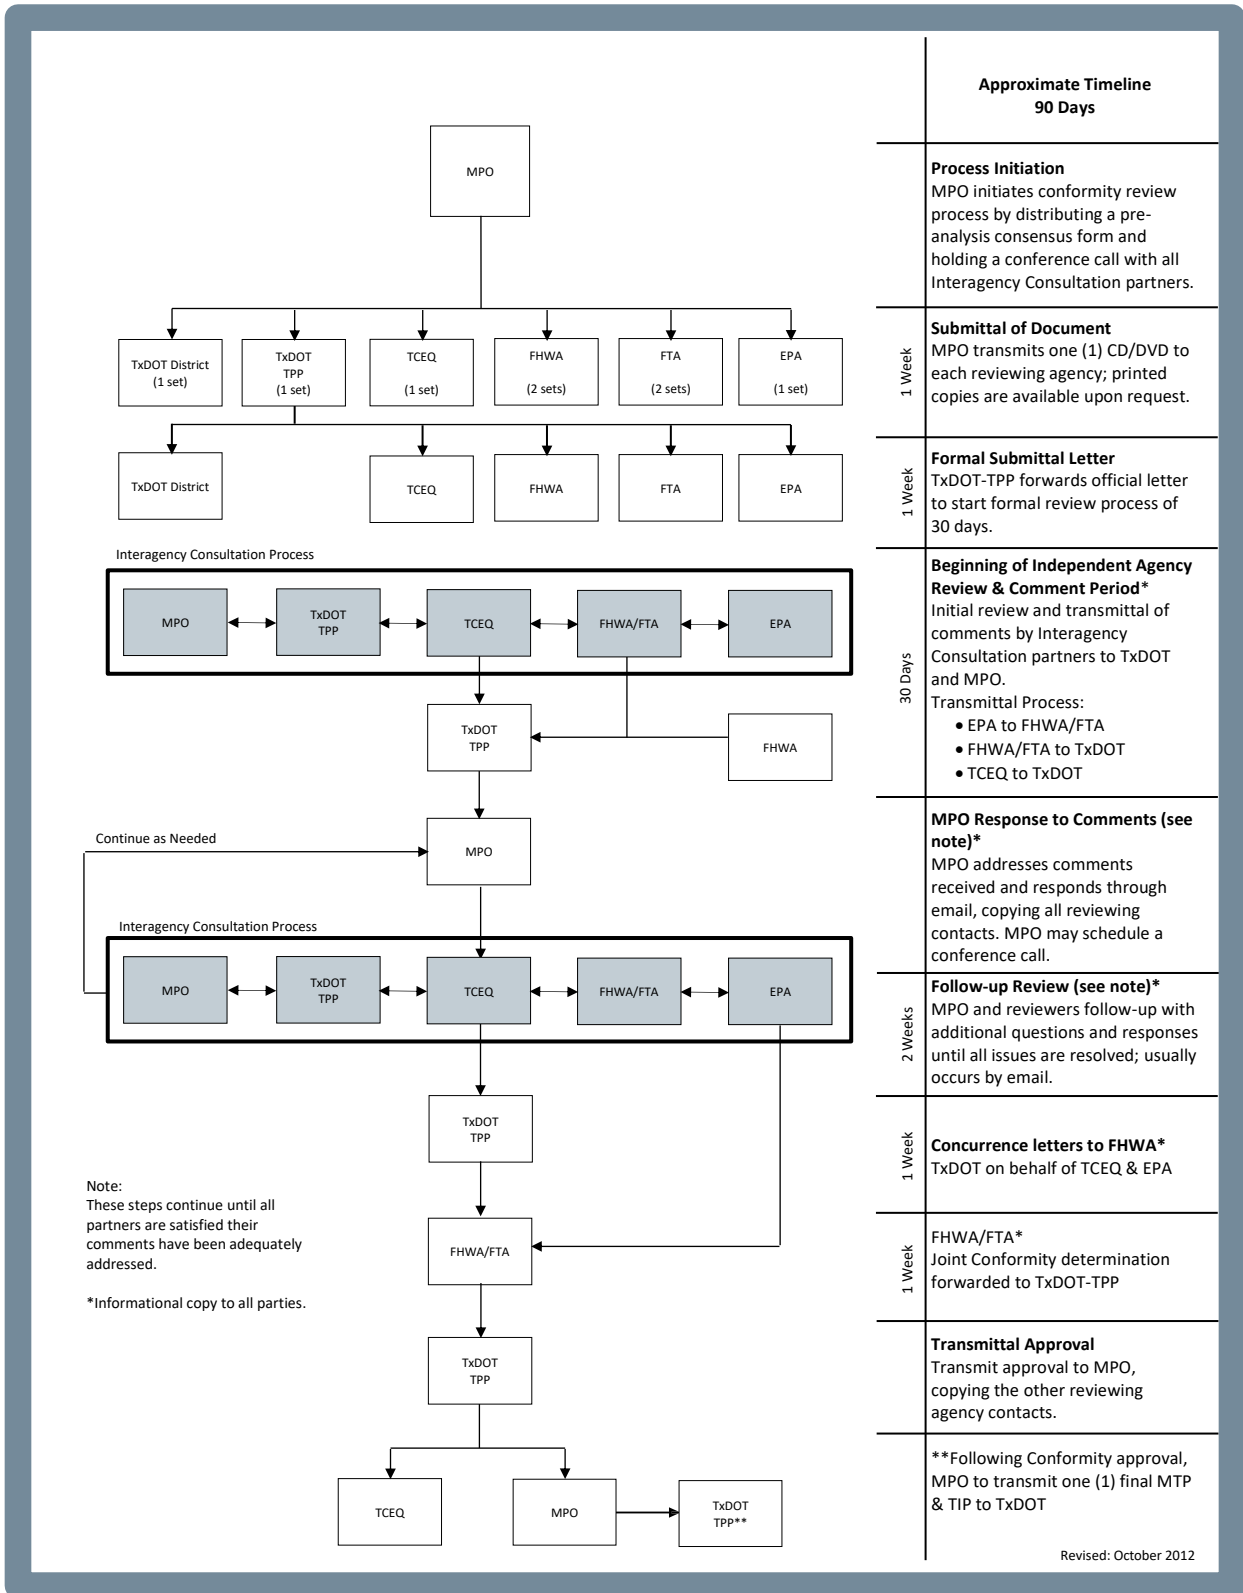 Approximate Timeline
90 Days
MPO
Process Initiation
MPO initiates conformity review
process by distributing a pre-
analysis consensus form and
holding a conference call with all
Interagency Consultation partners.
TxDOT District
(1 set)
TxDOT
TPP
(1 set)
TCEQ
(1 set)
FHWA
(2 sets)
FTA
(2 sets)
EPA
(1 set)
1 Week
Submittal of Document
MPO transmits one (1) CD/DVD to
each reviewing agency; printed
copies are available upon request.
TxDOT District
TCEQ
FHWA
FTA
EPA
1 Week
Formal Submittal Letter
TxDOT-TPP forwards official letter
to start formal review process of
30 days.
Interagency Consultation Process
MPO
TxDOT
TPP
TCEQ
FHWA/FTA
EPA
TxDOT
TPP
FHWA
30 Days
Beginning of Independent Agency
Review & Comment Period*
Initial review and transmittal of
comments by Interagency
Consultation partners to TxDOT
and MPO.
Transmittal Process:
• EPA to FHWA/FTA
• FHWA/FTA to TxDOT
• TCEQ to TxDOT
Continue as Needed
MPO
MPO Response to Comments (see
note)*
MPO addresses comments
received and responds through
email, copying all reviewing
contacts. MPO may schedule a
conference call.
Interagency Consultation Process
MPO
TxDOT
TPP
TCEQ
FHWA/FTA
EPA
2 Weeks
Follow-up Review (see note)*
MPO and reviewers follow-up with
additional questions and responses
until all issues are resolved; usually
occurs by email.
TxDOT
TPP
1 Week
Concurrence letters to FHWA*
TxDOT on behalf of TCEQ & EPA
Note:
These steps continue until all
partners are satisfied their
comments have been adequately
addressed.
*Informational copy to all parties.
FHWA/FTA
1 Week
FHWA/FTA*
Joint Conformity determination
forwarded to TxDOT-TPP
TxDOT
TPP
Transmittal Approval
Transmit approval to MPO,
copying the other reviewing
agency contacts.
TCEQ
MPO
TxDOT
TPP**
**Following Conformity approval,
MPO to transmit one (1) final MTP
& TIP to TxDOT
Revised: October 2012